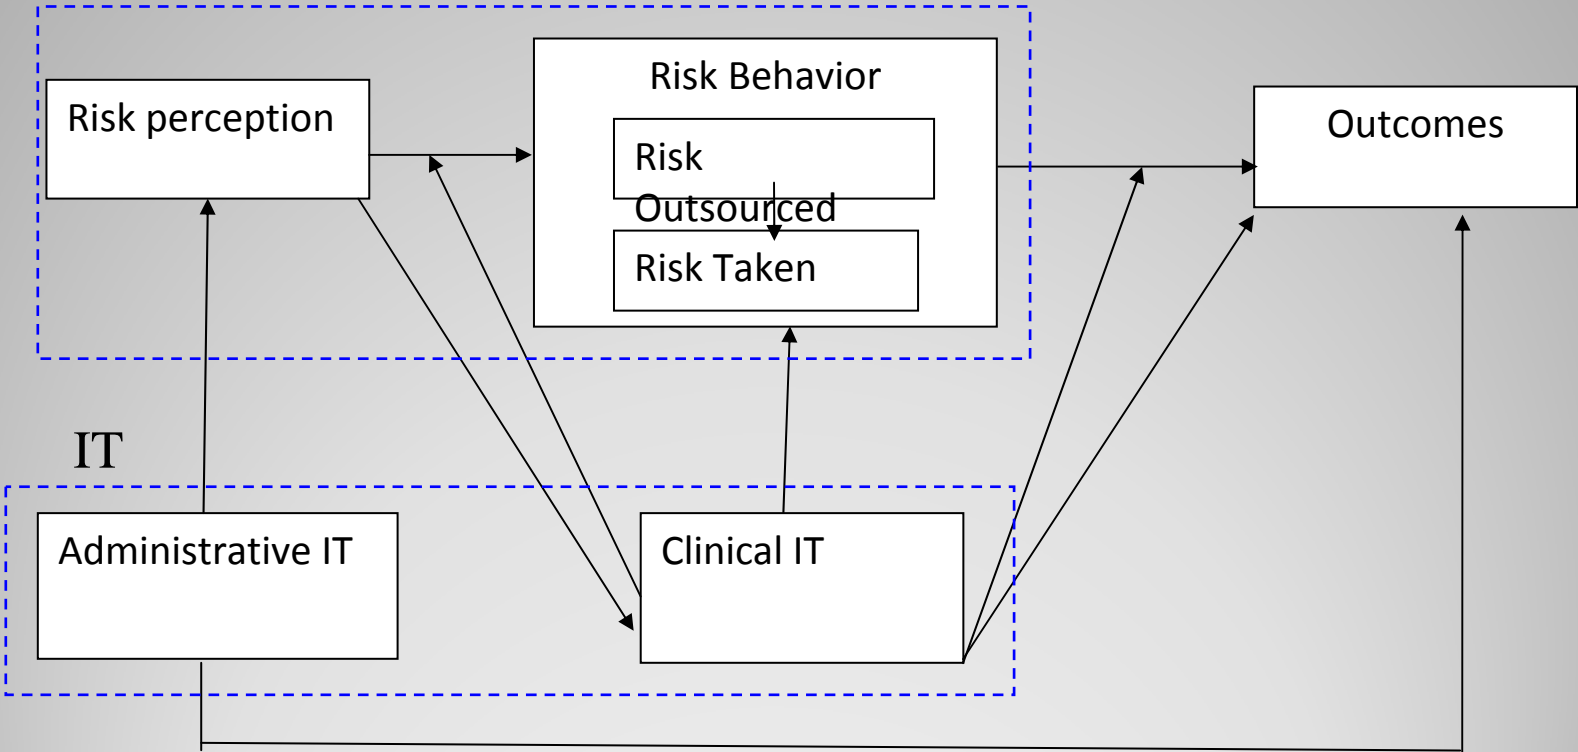 Risk Behavior
Risk perception
Outcomes
Risk
Outsourced
Risk Taken
IT
Administrative IT
Clinical IT